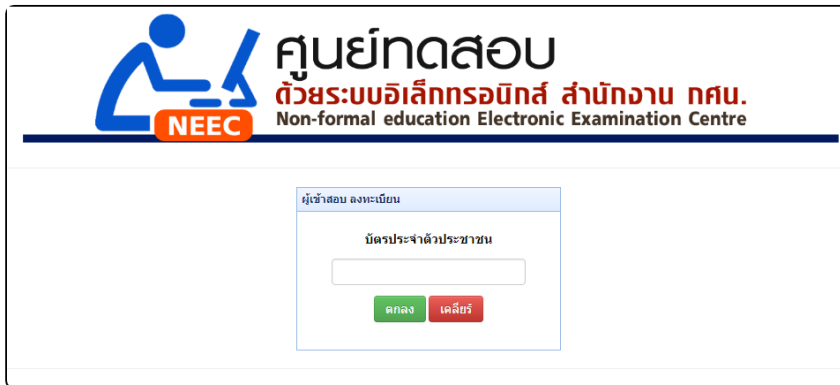 ศูนย์ทดสอบ
ด้วยระบบอิเล็กทรอนิกส์ สำนักงาน กศน.
Non-formal education Electronic Examination Centre
NEEC
ผู้เข้าสอบ ลงทะเบียน
บัตรประจำตัวประชาชน
ตกลง เคลียร์